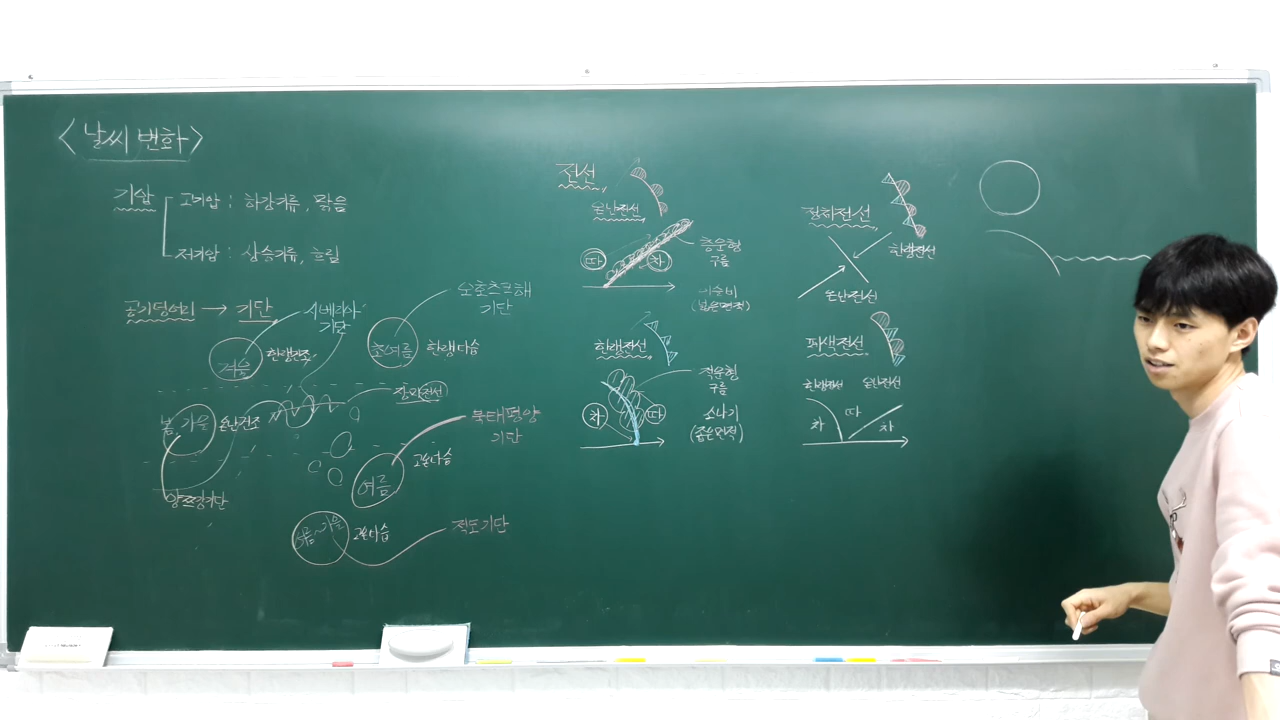 <날씨 변화>
기압
고기압 : 하강기류, 맑음
저기압 : 상승기류, 흐림
공기덩어리 → 기단
시베리아
기단
겨울
한랭건조
오호츠크해
기단
초여름
한랭다습
장마전선
봄 가을
온난건조
양쯔강기단
북태평양
기단
고온다습
여름
여름~가을
고온다습
적도기단
전선
온난전선
따
차
층운형
구름
이슬비
(넓은면적)
한랭전선
차
따
적운형
구름
소나기
(좁은면적)
정체전선
한랭전선
온난전선
폐색전선
한랭전선
온난전선
차
따
차